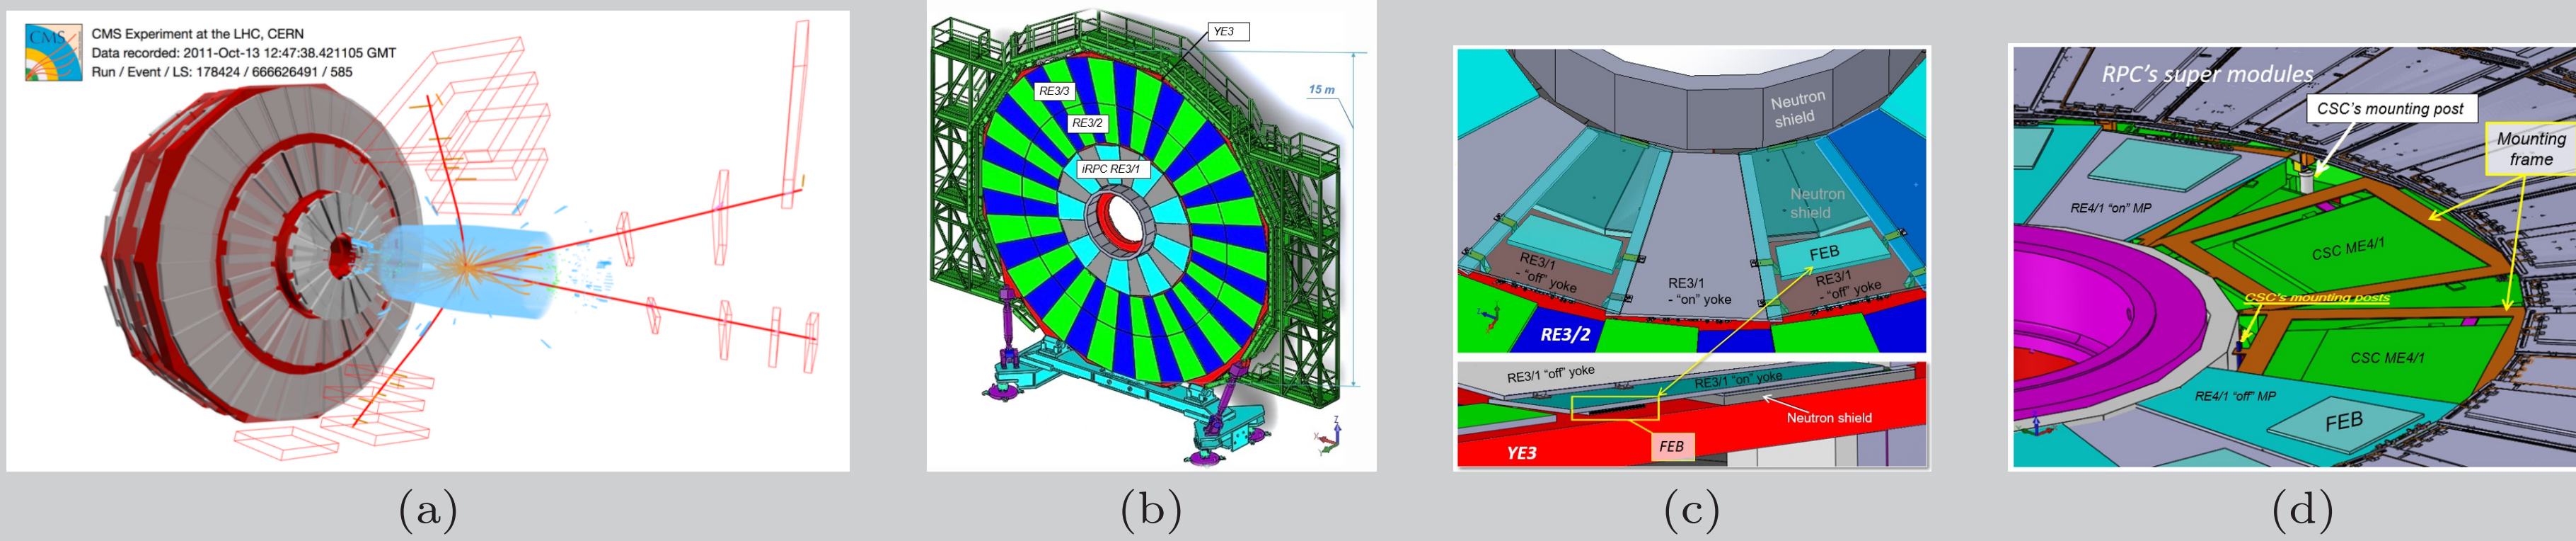 CMS
CMS Experiment at the LHC, CERN
Data recorded: 2011-Oct-13 12:47:38.421105 GMT
Run / Event / LS: 178424 / 666626491 / 585
(a)
YE3
15 m
RE3/3
RE3/2
iRPC RE3/1
Z
X
Y
(b)
Neutron
shield
Neutron
shield
FEB
RE3/1
- "off" yoke
RE3/1
- "on" yoke
RE3/1
- "off" yoke
RE3/2
RE3/1 "off" yoke
RE3/1 "on" yoke
Neutron shield
FEB
YE3
(c)
RPC's super modules
CSC's mounting post
Mounting
frame
RE4/1 "on" MP
CSC ME4/1
CSC's mounting posts
CSC ME4/1
RE4/1 "off" MP
FEB
(d)